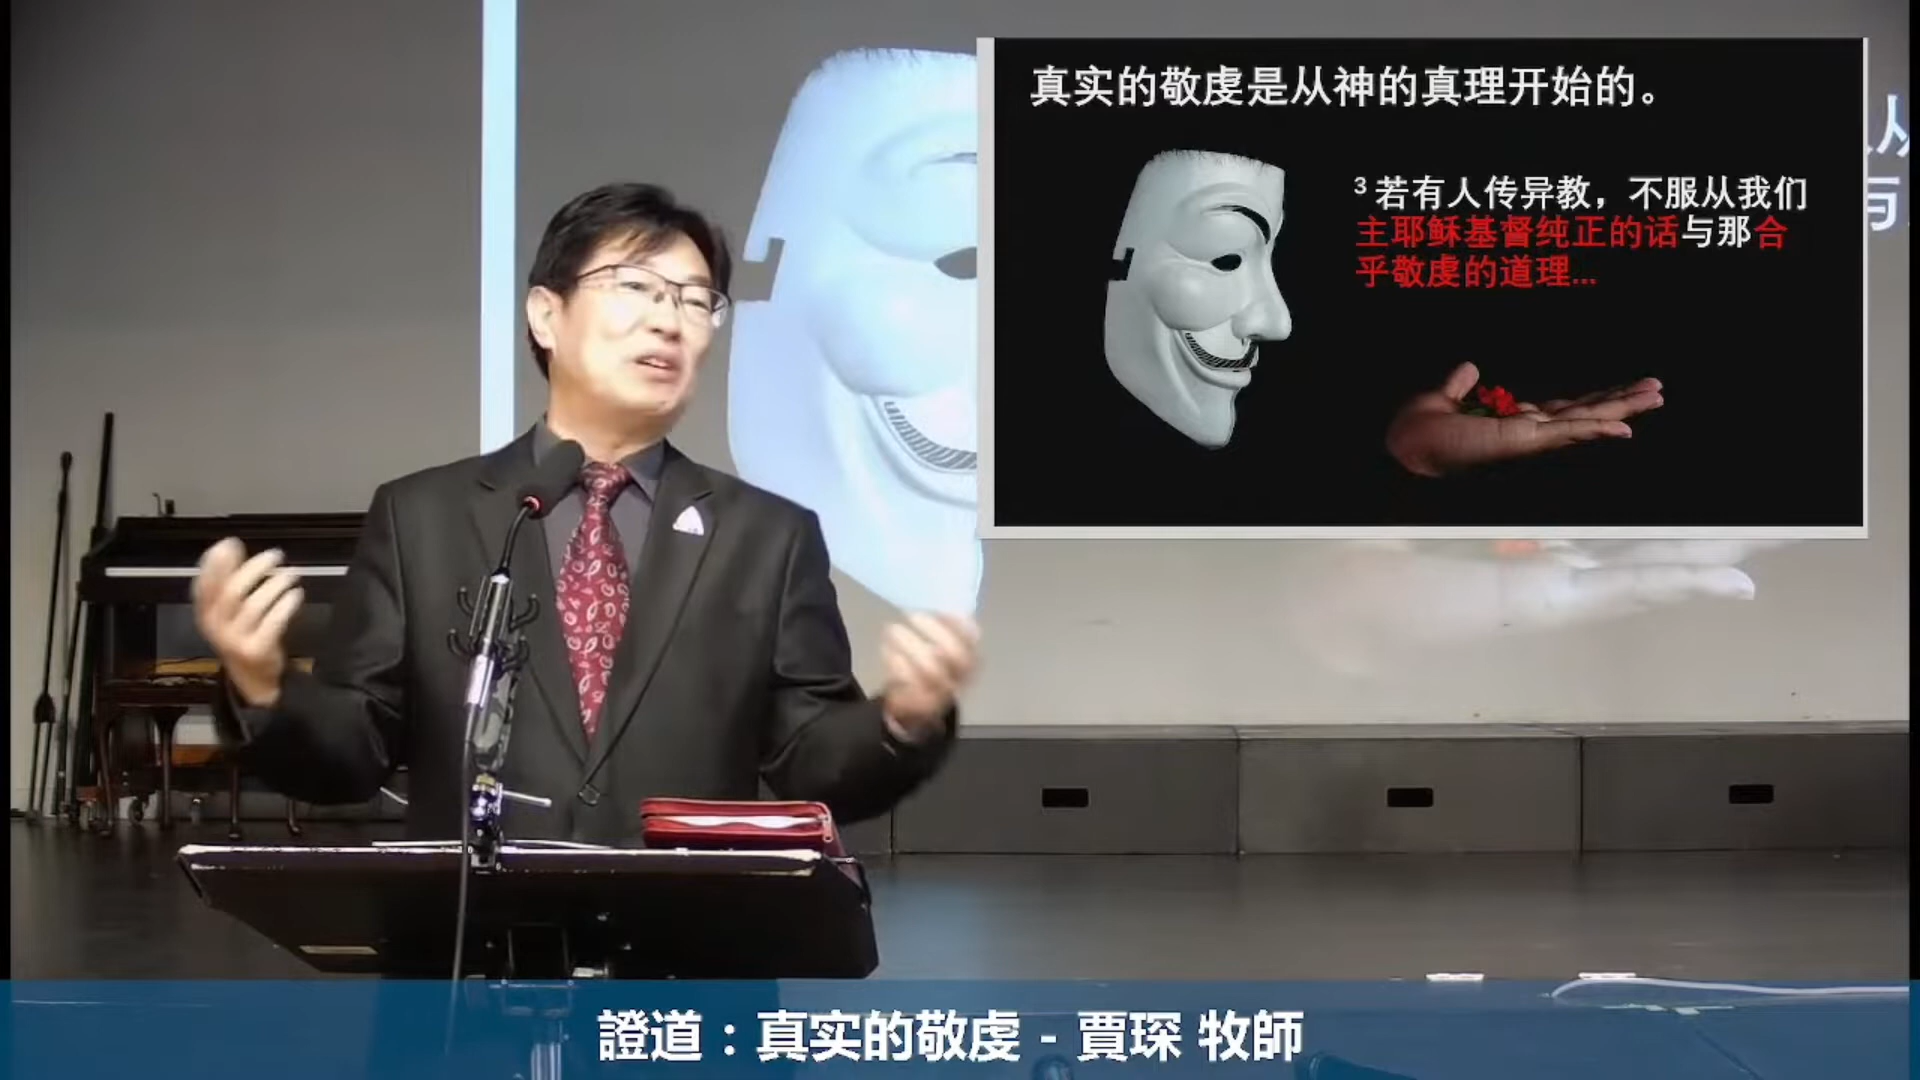 真实的敬虔是从神的真理开始的。
3 若有人传异教，不服从我们
主耶稣基督纯正的话与那合
乎敬虔的道理...
从
与
證道：真实的敬虔 - 賈琛 牧師